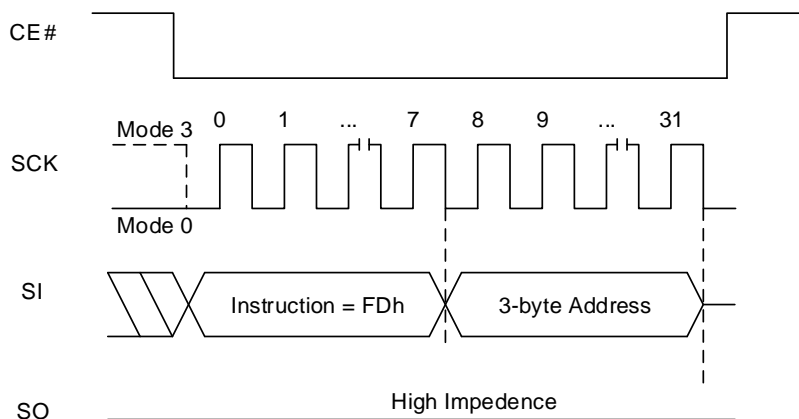 CE#
0 1 ... 7 8 9 ... 31
Mode 3
SCK
Mode 0
SI
Instruction = FDh
3-byte Address
High Impedence
SO